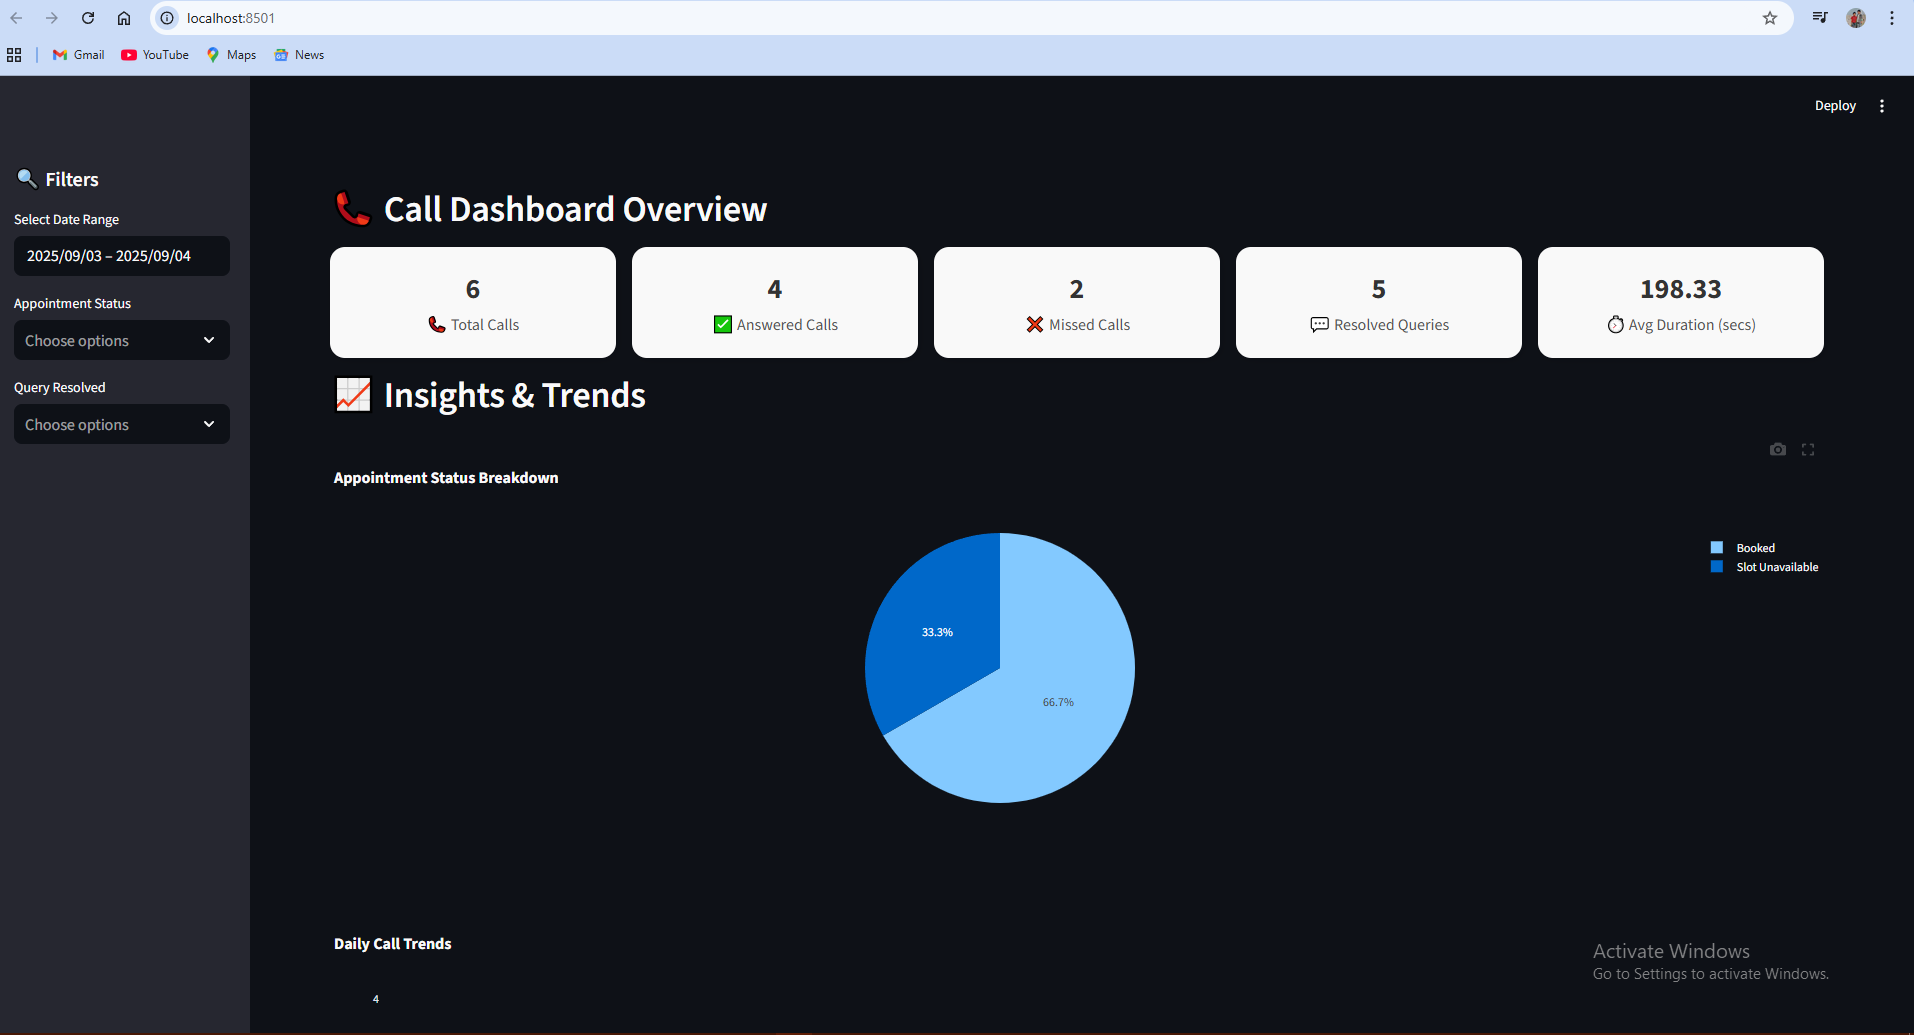 localhost:8501
Gmail
YouTube
Maps
News
Deploy
Filters
Select Date Range
2025/09/03 – 2025/09/04
Appointment Status
Choose options
Query Resolved
Choose options
Call Dashboard Overview
6
Total Calls
4
Answered Calls
2
Missed Calls
5
Resolved Queries
198.33
Avg Duration (secs)
Insights & Trends
Appointment Status Breakdown
Booked
Slot Unavailable
33.3%
66.7%
Daily Call Trends
4
Activate Windows
Go to Settings to activate Windows.